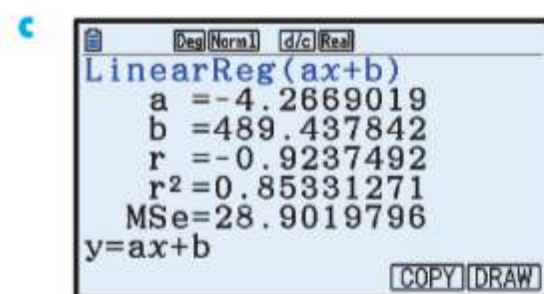 c
Deg Norm1 d/c Real
LinearReg(ax+b)
a =-4.2669019
b =489.437842
r =-0.9237492
r²=0.85331271
MSe=28.9019796
y=ax+b
COPY DRAW